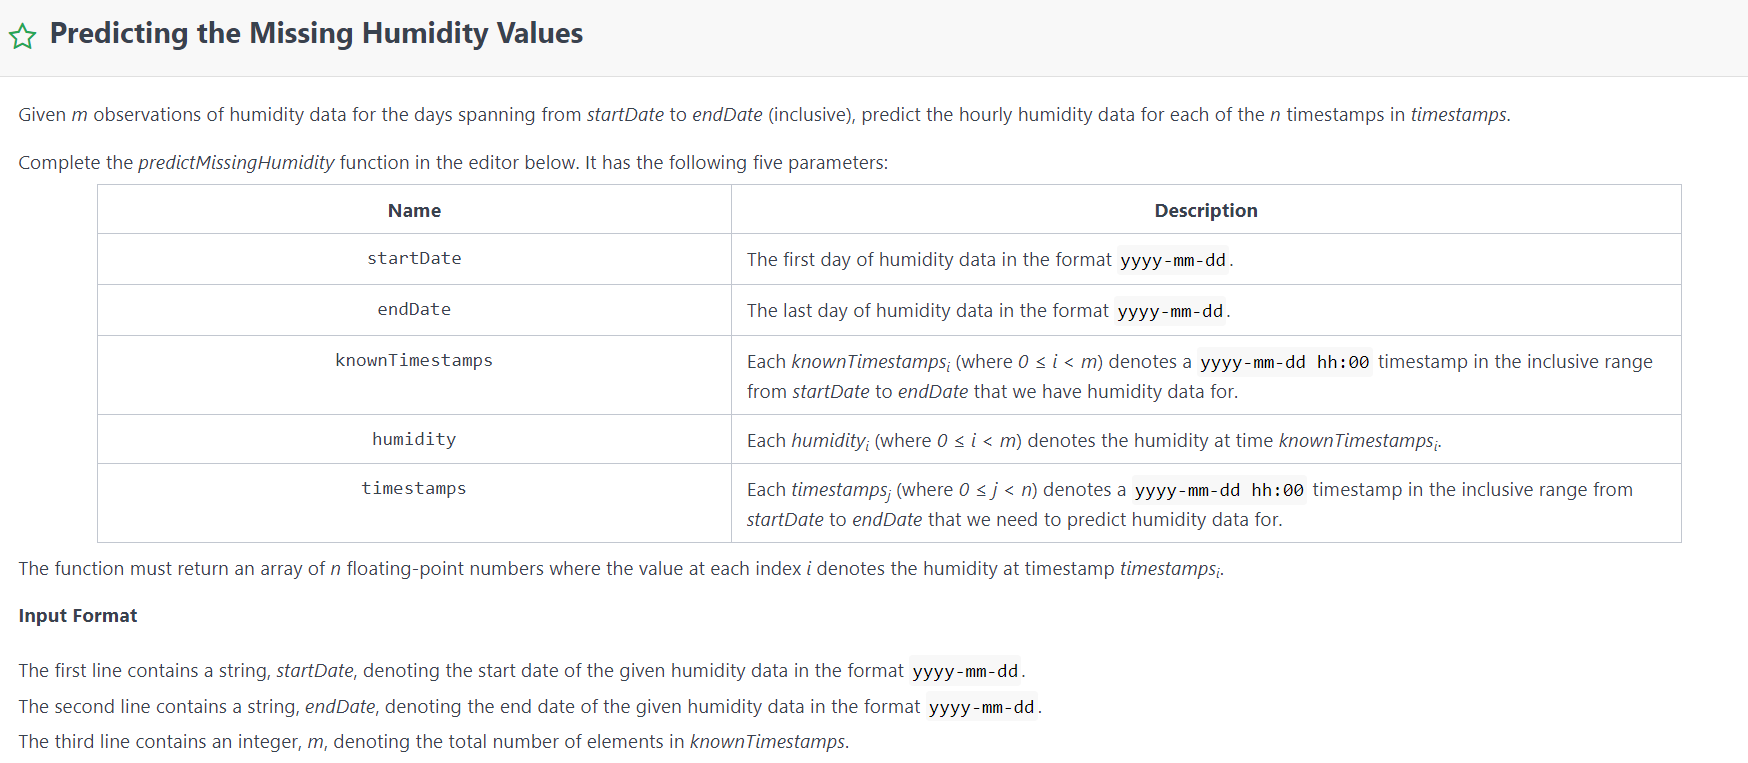 Predicting the Missing Humidity Values
Given m observations of humidity data for the days spanning from startDate to endDate (inclusive), predict the hourly humidity data for each of the n timestamps in timestamps.
Complete the predictMissingHumidity function in the editor below. It has the following five parameters:
Name Description
startDate The first day of humidity data in the format yyyy-mm-dd.
endDate The last day of humidity data in the format yyyy-mm-dd.
knownTimestamps Each knownTimestampsi (where 0 ≤ i < m) denotes a yyyy-mm-dd hh:00 timestamp in the inclusive range
from startDate to endDate that we have humidity data for.
humidity Each humidityi (where 0 ≤ i < m) denotes the humidity at time knownTimestampsi.
timestamps Each timestampsj (where 0 ≤ j < n) denotes a yyyy-mm-dd hh:00 timestamp in the inclusive range from
startDate to endDate that we need to predict humidity data for.
The function must return an array of n floating-point numbers where the value at each index i denotes the humidity at timestamp timestampsi.
Input Format
The first line contains a string, startDate, denoting the start date of the given humidity data in the format yyyy-mm-dd.
The second line contains a string, endDate, denoting the end date of the given humidity data in the format yyyy-mm-dd.
The third line contains an integer, m, denoting the total number of elements in knownTimestamps.